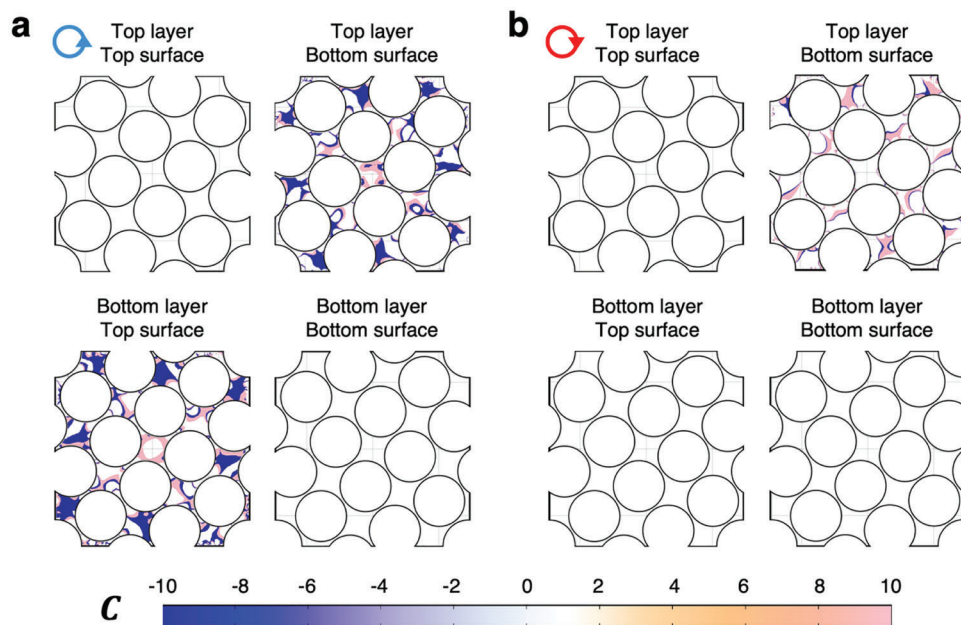 a
Top layer
Top surface
Top layer
Bottom surface
b
Top layer
Top surface
Top layer
Bottom surface
Bottom layer
Top surface
Bottom layer
Bottom surface
Bottom layer
Top surface
Bottom layer
Bottom surface
-10 -8 -6 -4 -2 0 2 4 6 8 10
C